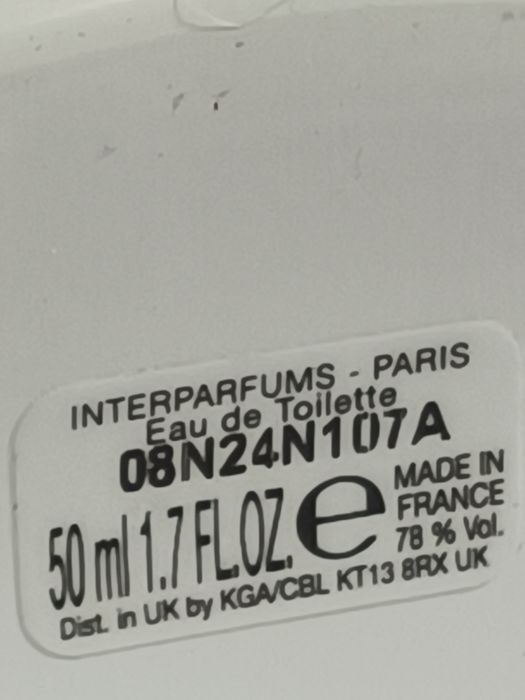 INTERPARFUMS - PARIS
Eau de Toilette
08N24N107A
50 ml 1.7 FL.OZ. e
MADE IN
FRANCE
78 % Vol.
Dist. in UK by KGA/CBL KT13 8RX UK